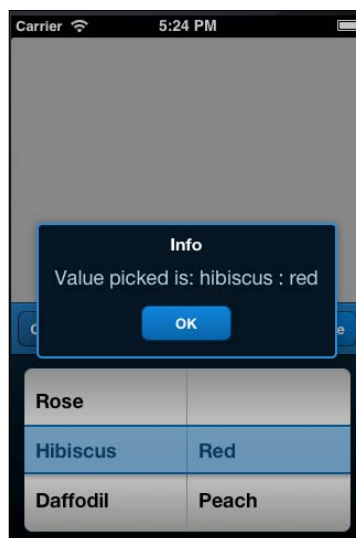 Carrier 5:24 PM
Info
Value picked is: hibiscus : red
OK
Rose
Hibiscus Red
Daffodil Peach